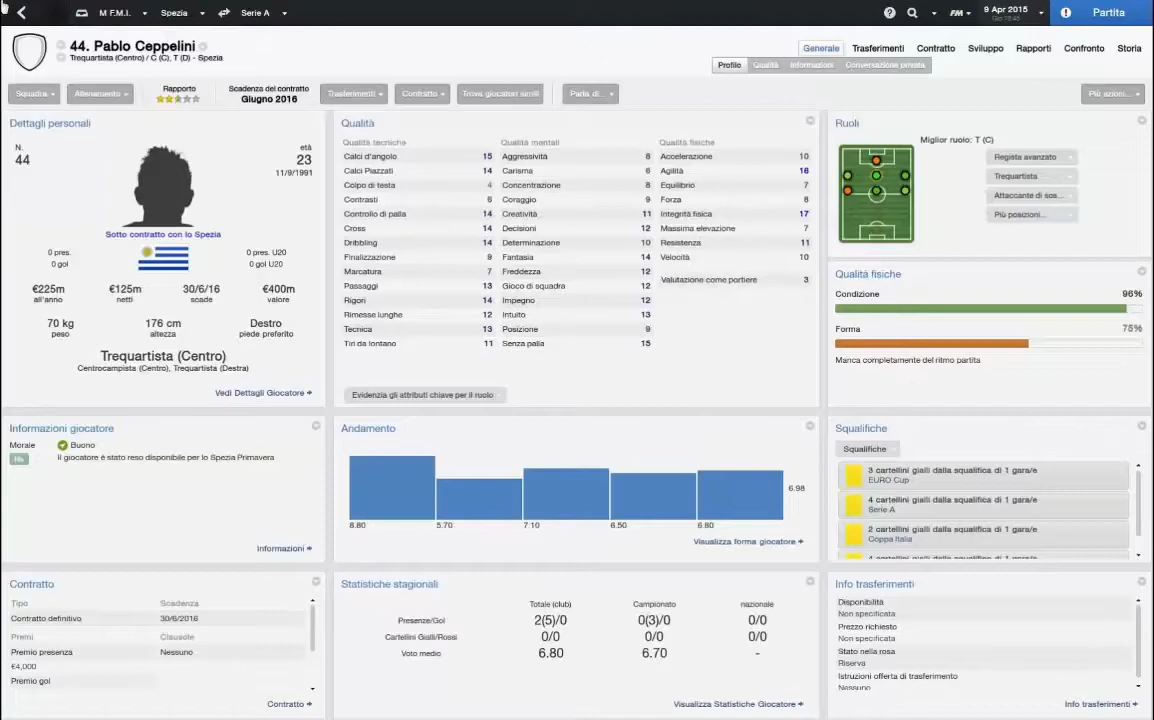 M F.M.I. Spezia Serie A
FM 9 Apr 2015 Partita
44. Pablo Ceppelini
Trequartista (Centro) / C (C), T (D) - Spezia
Generale Trasferimenti Contratto Sviluppo Rapporti Confronto Storia
Profilo Qualità Informazioni Conversazione privata
Squadra Allenamento Rapporto Scadenza del contratto Giugno 2016 Trasferimenti Contratto Trova giocatori simili Parla di... Più azioni...
Dettagli personali
N.
44
età
23
11/9/1991
Sotto contratto con lo Spezia
0 pres.
0 gol
0 pres. U20
0 gol U20
€225m €125m 30/6/16 €400m
all'anno netti scade valore
70 kg 176 cm Destro
peso altezza piede preferito
Trequartista (Centro)
Centrocampista (Centro), Trequartista (Destra)
Vedi Dettagli Giocatore
Qualità
Qualità tecniche Qualità mentali Qualità fisiche
Calci d'angolo 15 Aggressività 8 Accelerazione 10
Calci Piazzati 14 Carisma 6 Agilità 16
Colpo di testa 4 Concentrazione 8 Equilibrio 7
Contrasti 6 Coraggio 9 Forza 8
Controllo di palla 14 Creatività 11 Integrità fisica 17
Cross 14 Decisioni 12 Massima elevazione 7
Dribbling 14 Determinazione 10 Resistenza 11
Finalizzazione 9 Fantasia 14 Velocità 10
Marcatura 7 Freddezza 12
Passaggi 13 Gioco di squadra 12 Valutazione come portiere 3
Rigori 14 Impegno 12
Rimesse lunghe 12 Intuito 13
Tecnica 13 Posizione 9
Tiri da lontano 11 Senza palla 15
Evidenzia gli attributi chiave per il ruolo
Ruoli
Miglior ruolo: T (C)
Regista avanzato
Trequartista
Attaccante di sos...
Più posizioni...
Qualità fisiche
Condizione 96%
Forma 75%
Manca completamente del ritmo partita
Informazioni giocatore
Morale Buono
Il giocatore è stato reso disponibile per lo Spezia Primavera
Informazioni
Andamento
6.98
6.80 5.70 7.10 6.50 6.80
Visualizza forma giocatore
Squalifiche
Squalifiche
3 cartellini gialli dalla squalifica di 1 gara/e
EURO Cup
4 cartellini gialli dalla squalifica di 1 gara/e
Serie A
2 cartellini gialli dalla squalifica di 1 gara/e
Coppa Italia
4 cartellini gialli dalla squalifica di 1 gara/e
Contratto
Tipo Scadenza
Contratto definitivo 30/6/2016
Premi Clausole
Premio presenza Nessuno
€4,000
Premio gol
Contratto
Statistiche stagionali
Totale (club) Campionato nazionale
Presenze/Gol 2(5)/0 0(3)/0 0/0
Cartellini Gialli/Rossi 0/0 0/0 0/0
Voto medio 6.80 6.70 -
Visualizza Statistiche Giocatore
Info trasferimenti
Disponibilità
Non specificata
Prezzo richiesto
Non specificata
Stato nella rosa
Riserva
Istruzioni offerta di trasferimento
Nessuno
Info trasferimenti